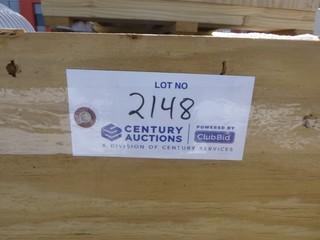 LOT NO
2148
CENTURY AUCTIONS
POWERED BY
ClubBid
A DIVISION OF CENTURY SERVICES